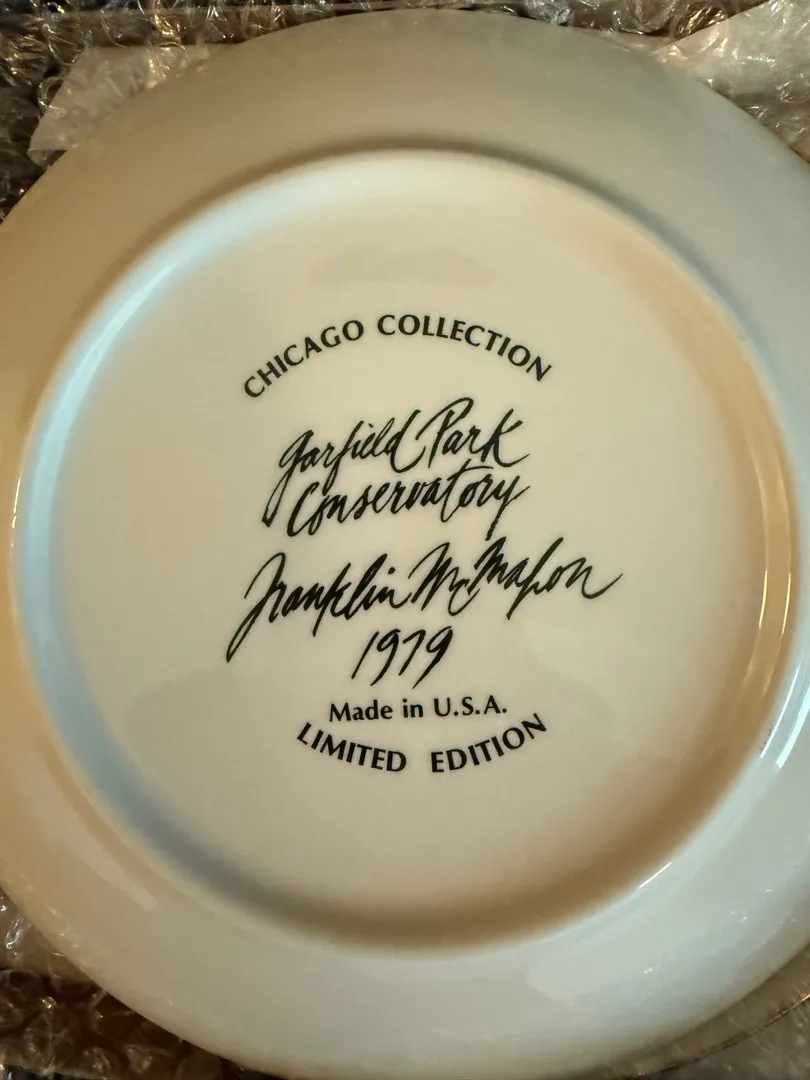 CHICAGO COLLECTION
Garfield Park
Conservatory
Franklin McMahon
1979
Made in U.S.A.
LIMITED EDITION